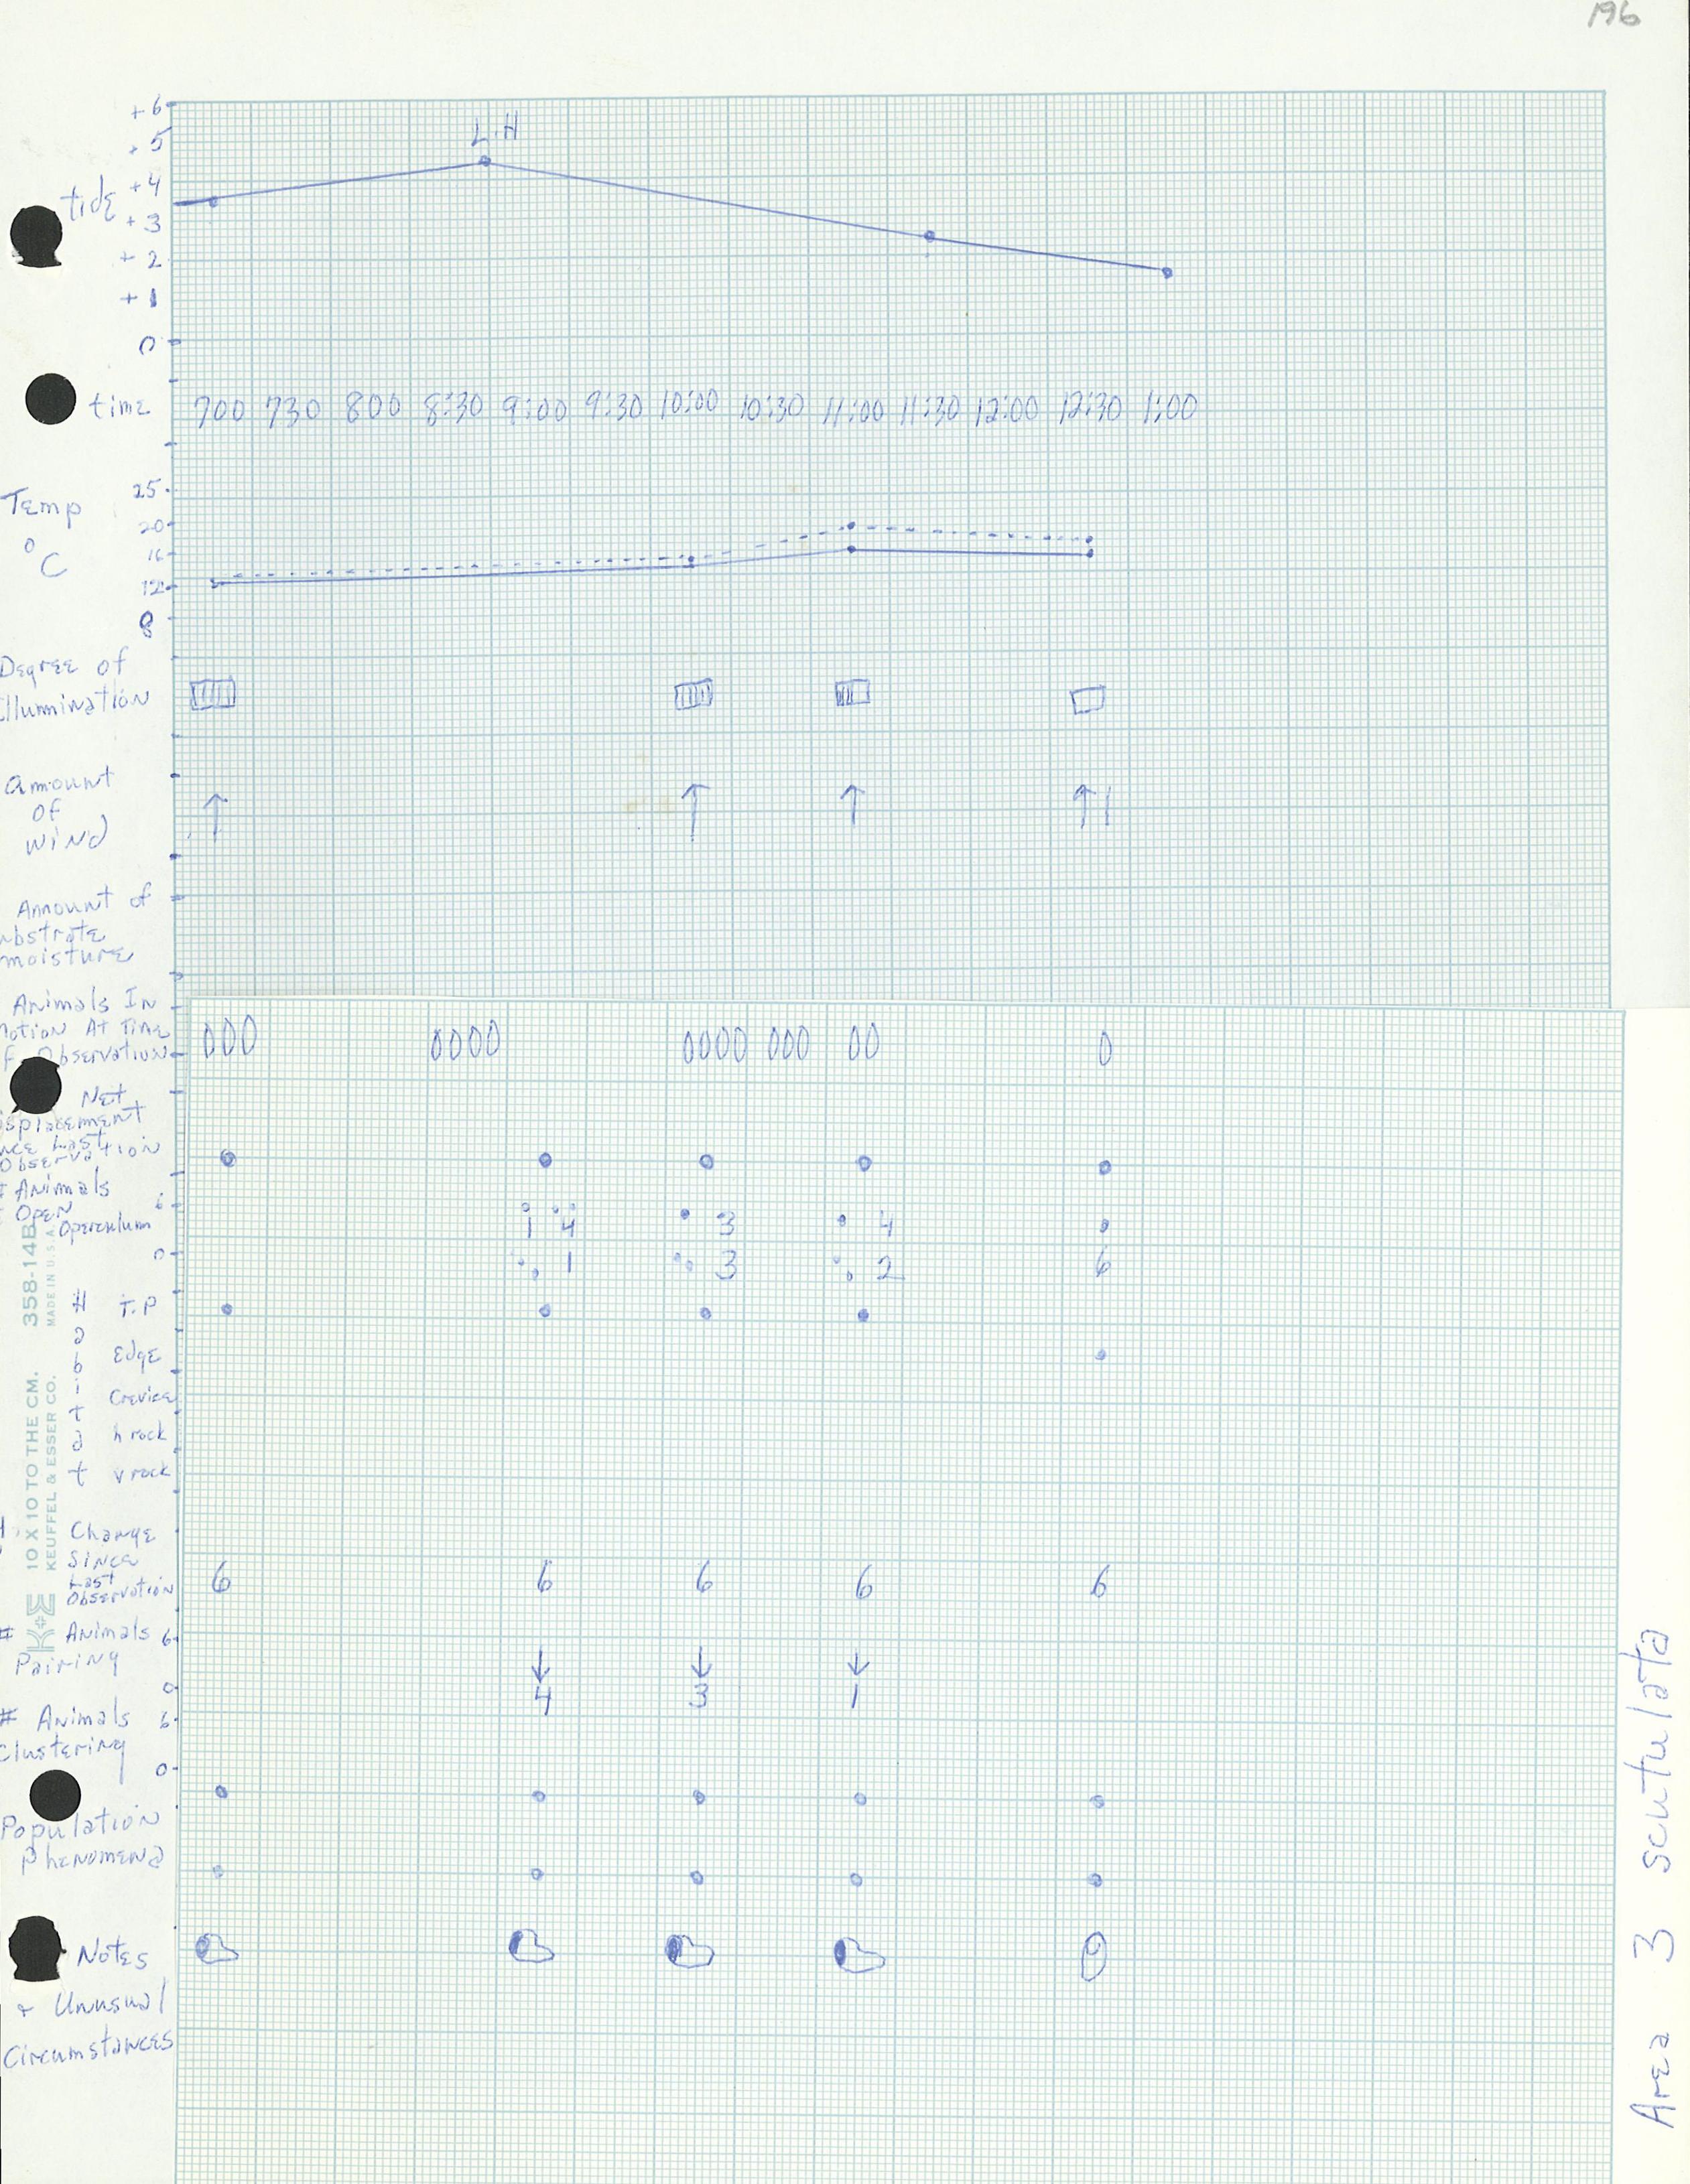 196
+6
+5
L.H
tide +4
+3
+2
+1
0
time 700 730 800 8:30 9:00 9:30 10:00 10:30 11:00 11:30 12:00 12:30 1:00
25
Temp 20
°C 16
12
8
Degree of
illumination
Amount
of
wind
Amount of
ubstrate
moisture
Animals In
Motion At Time
f Observation 000 0000 0000 000 00 0
Net
isplacement
nce Last
Observation
# Animals 6
Open
Operculum 1 4 3 4
0 1 3 2 6
# T.P
a
b Edge
i Crevice
t
a h rock
t v rock
Change
Since
Last 6 6 6 6 6
Observation
# Animals 6
Pairing
0 4 3 1
# Animals 6
Clustering
0
Population
Phenomena
Notes
+ Unusual
Circumstances
K+E 10 X 10 TO THE CM. 358-14B
KEUFFEL & ESSER CO. MADE IN U.S.A.
Area 3 scutulata